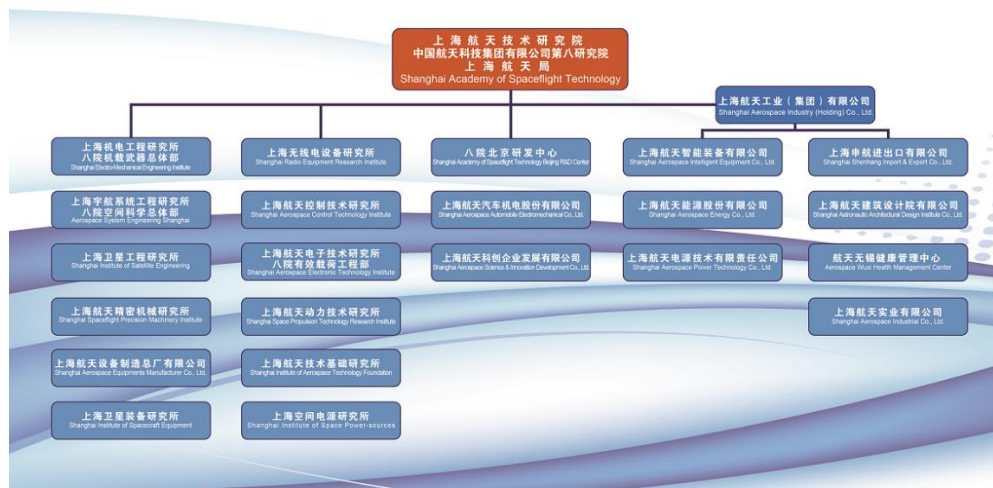 上海航天技术研究院
中国航天科技集团有限公司第八研究院
上海航天局
Shanghai Academy of Spaceflight Technology
上海航天工业（集团）有限公司
Shanghai Aerospace Industry (Holding) Co., Ltd.
上海机电工程研究所
八院机载武器总体部
Shanghai Electro-Mechanical Engineering Institute
上海无线电设备研究所
Shanghai Radio Equipment Research Institute
八院北京研发中心
Shanghai Academy of Spaceflight Technology Beijing R&D Center
上海航天智能装备有限公司
Shanghai Aerospace Intelligent Equipment Co., Ltd.
上海申航进出口有限公司
Shanghai Shenhang Import & Export Co., Ltd.
上海宇航系统工程研究所
八院空间科学总体部
Aerospace System Engineering Shanghai
上海航天控制技术研究所
Shanghai Aerospace Control Technology Institute
上海航天汽车机电股份有限公司
Shanghai Aerospace Automobile Electromechanical Co., Ltd.
上海航天能源股份有限公司
Shanghai Aerospace Energy Co., Ltd.
上海航天建筑设计院有限公司
Shanghai Astronautic Architectural Design Institute Co., Ltd.
上海卫星工程研究所
Shanghai Institute of Satellite Engineering
上海航天电子技术研究所
八院有效载荷工程部
Shanghai Aerospace Electronic Technology Institute
上海航天科创企业发展有限公司
Shanghai Aerospace Science & Innovation Development Co., Ltd.
上海航天电源技术有限责任公司
Shanghai Aerospace Power Technology Co., Ltd.
航天无锡健康管理中心
Aerospace Wuxi Health Management Center
上海航天精密机械研究所
Shanghai Spaceflight Precision Machinery Institute
上海航天动力技术研究所
Shanghai Space Propulsion Technology Research Institute
上海航天实业有限公司
Shanghai Aerospace Industrial Co., Ltd.
上海航天设备制造总厂有限公司
Shanghai Aerospace Equipments Manufacturer Co., Ltd.
上海航天技术基础研究所
Shanghai Institute of Aerospace Technology Foundation
上海卫星装备研究所
Shanghai Institute of Spacecraft Equipment
上海空间电源研究所
Shanghai Institute of Space Power-sources